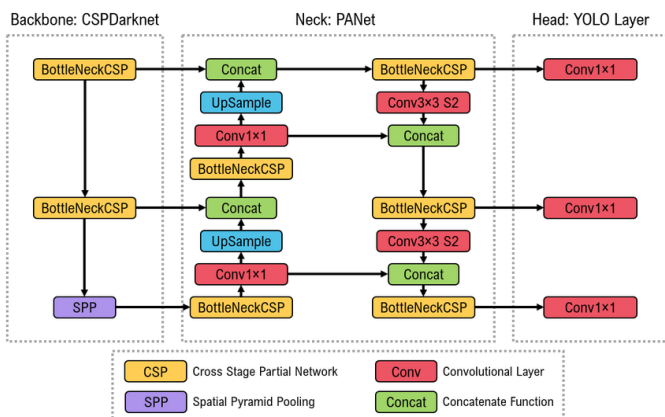 Backbone: CSPDarknet
Neck: PANet
Head: YOLO Layer
BottleNeckCSP
Concat
BottleNeckCSP
Conv1×1
UpSample
Conv3×3 S2
Conv1×1
Concat
BottleNeckCSP
BottleNeckCSP
Concat
BottleNeckCSP
Conv1×1
UpSample
Conv3×3 S2
Conv1×1
Concat
SPP
BottleNeckCSP
BottleNeckCSP
Conv1×1
CSP
Cross Stage Partial Network
Conv
Convolutional Layer
SPP
Spatial Pyramid Pooling
Concat
Concatenate Function